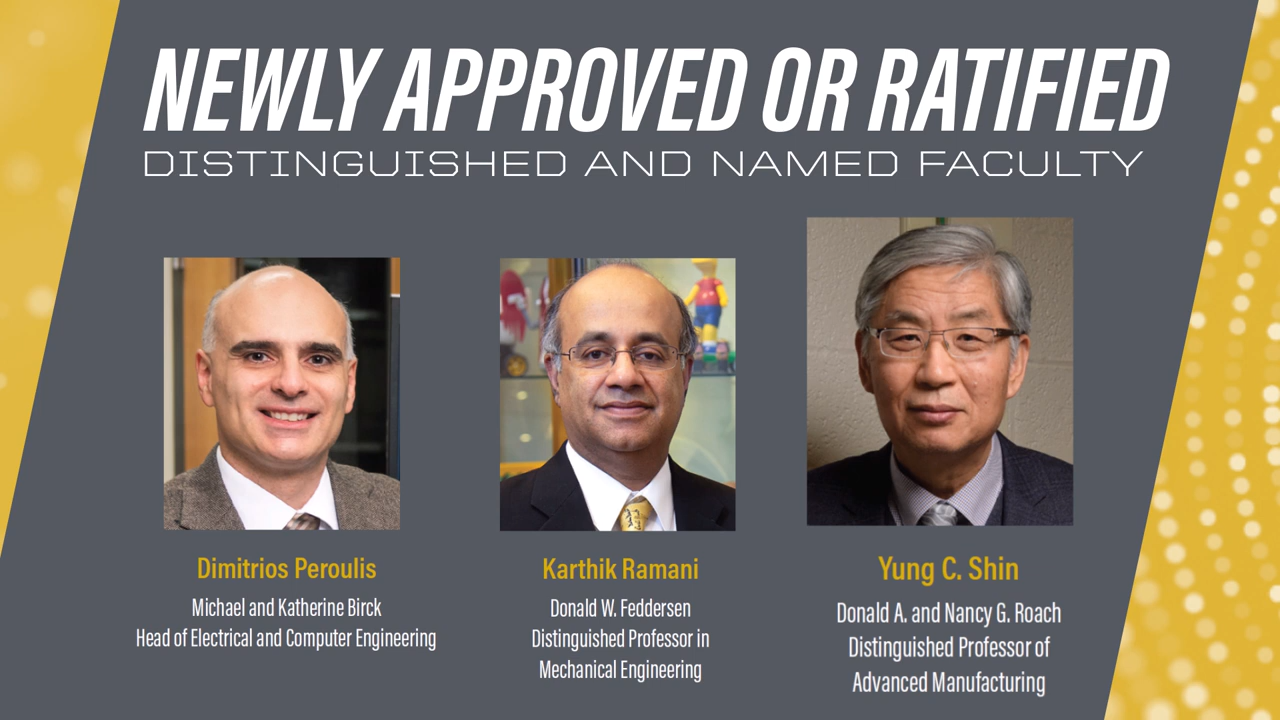 NEWLY APPROVED OR RATIFIED
DISTINGUISHED AND NAMED FACULTY
Dimitrios Peroulis
Michael and Katherine Birck
Head of Electrical and Computer Engineering
Karthik Ramani
Donald W. Feddersen
Distinguished Professor in
Mechanical Engineering
Yung C. Shin
Donald A. and Nancy G. Roach
Distinguished Professor of
Advanced Manufacturing